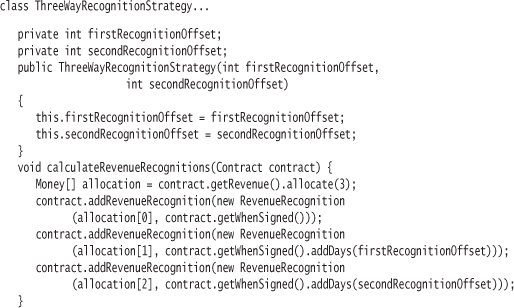 class ThreeWayRecognitionStrategy...
private int firstRecognitionOffset;
private int secondRecognitionOffset;
public ThreeWayRecognitionStrategy(int firstRecognitionOffset,
int secondRecognitionOffset)
{
this.firstRecognitionOffset = firstRecognitionOffset;
this.secondRecognitionOffset = secondRecognitionOffset;
}
void calculateRevenueRecognitions(Contract contract) {
Money[] allocation = contract.getRevenue().allocate(3);
contract.addRevenueRecognition(new RevenueRecognition
(allocation[0], contract.getWhenSigned()));
contract.addRevenueRecognition(new RevenueRecognition
(allocation[1], contract.getWhenSigned().addDays(firstRecognitionOffset)));
contract.addRevenueRecognition(new RevenueRecognition
(allocation[2], contract.getWhenSigned().addDays(secondRecognitionOffset)));
}